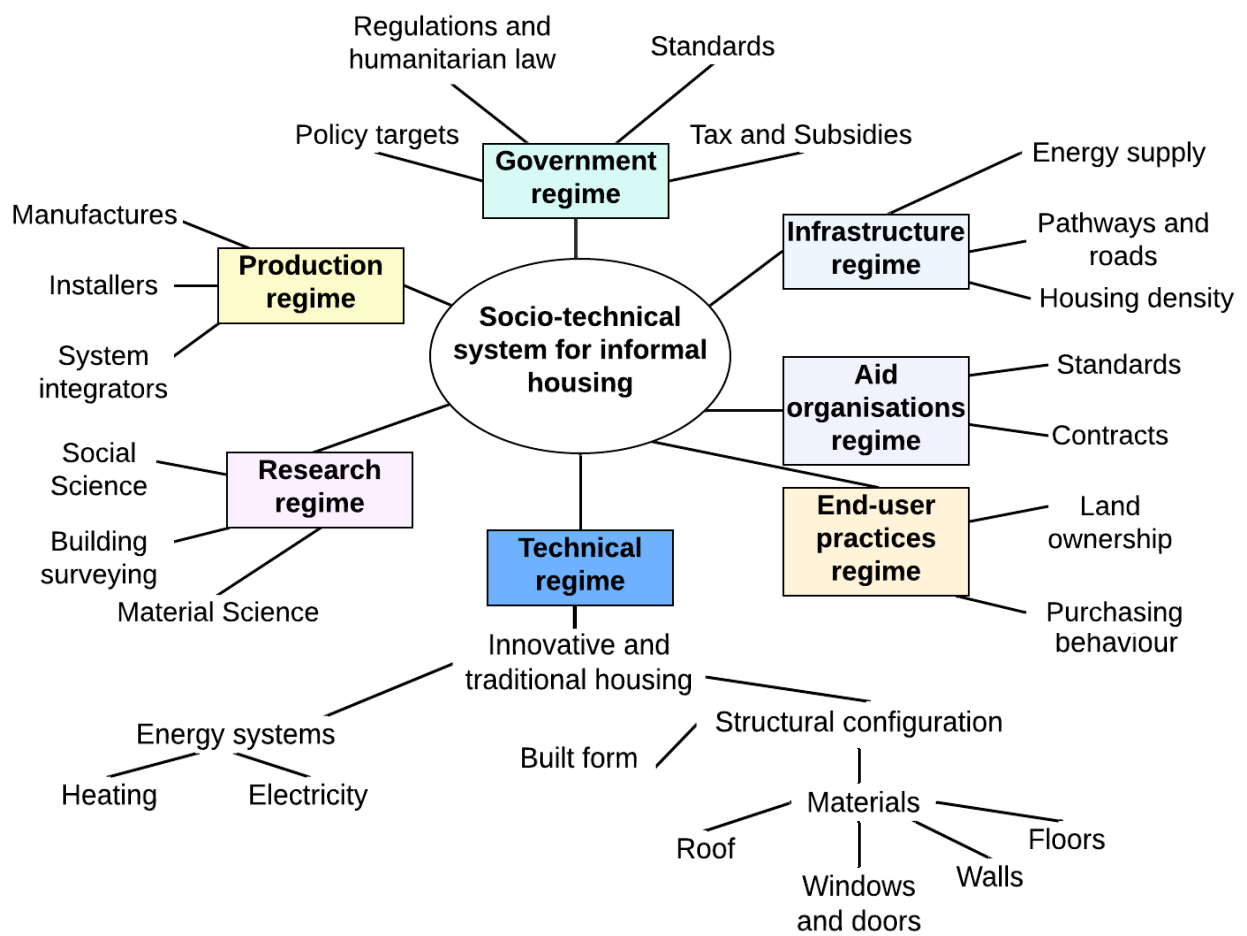 Regulations and
humanitarian law
Standards
Policy targets
Tax and Subsidies
Government
regime
Energy supply
Manufactures
Infrastructure
regime
Pathways and
roads
Production
regime
Installers
Housing density
Socio-technical
system for informal
housing
System
integrators
Aid
organisations
regime
Standards
Contracts
Social
Science
Research
regime
Building
surveying
Material Science
End-user
practices
regime
Land
ownership
Purchasing
behaviour
Technical
regime
Innovative and
traditional housing
Energy systems
Heating
Electricity
Structural configuration
Built form
Materials
Roof
Windows
and doors
Walls
Floors